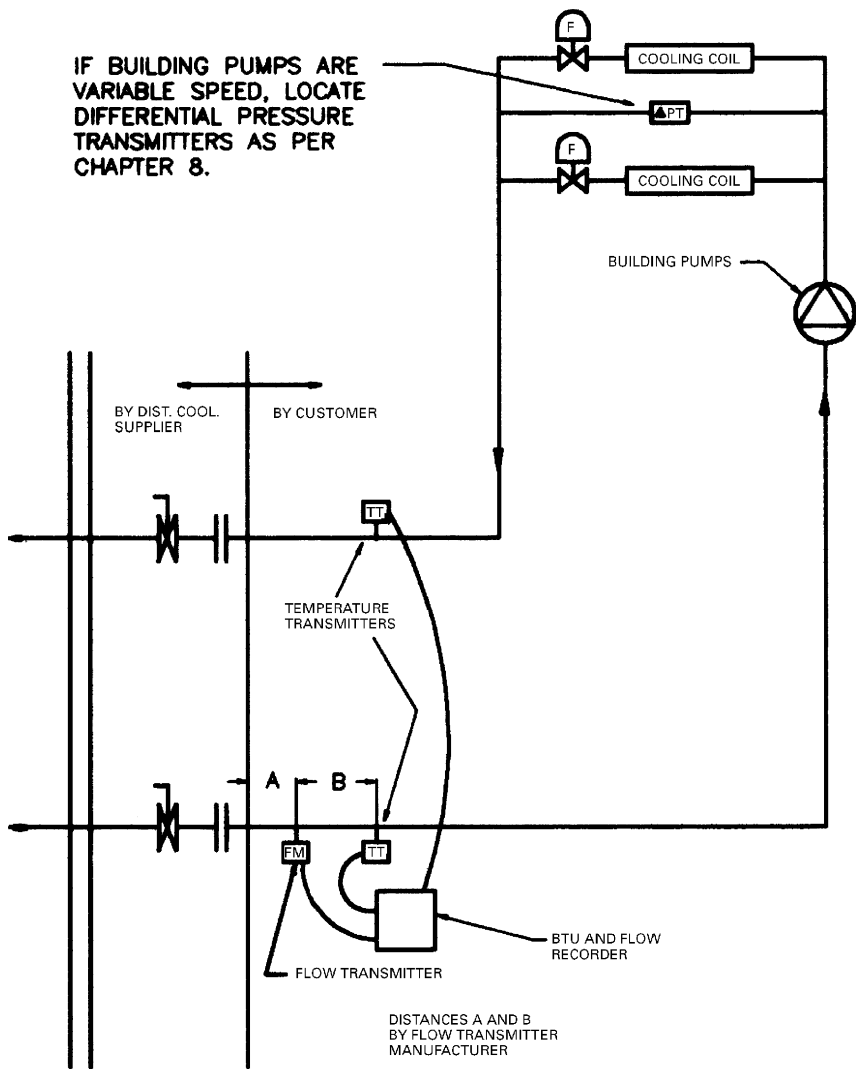 F
COOLING COIL
IF BUILDING PUMPS ARE
VARIABLE SPEED, LOCATE
DIFFERENTIAL PRESSURE
TRANSMITTERS AS PER
CHAPTER 8.
▲PT
F
COOLING COIL
BUILDING PUMPS
BY DIST. COOL.
SUPPLIER
BY CUSTOMER
TT
TEMPERATURE
TRANSMITTERS
A
B
FM
TT
BTU AND FLOW
RECORDER
FLOW TRANSMITTER
DISTANCES A AND B
BY FLOW TRANSMITTER
MANUFACTURER